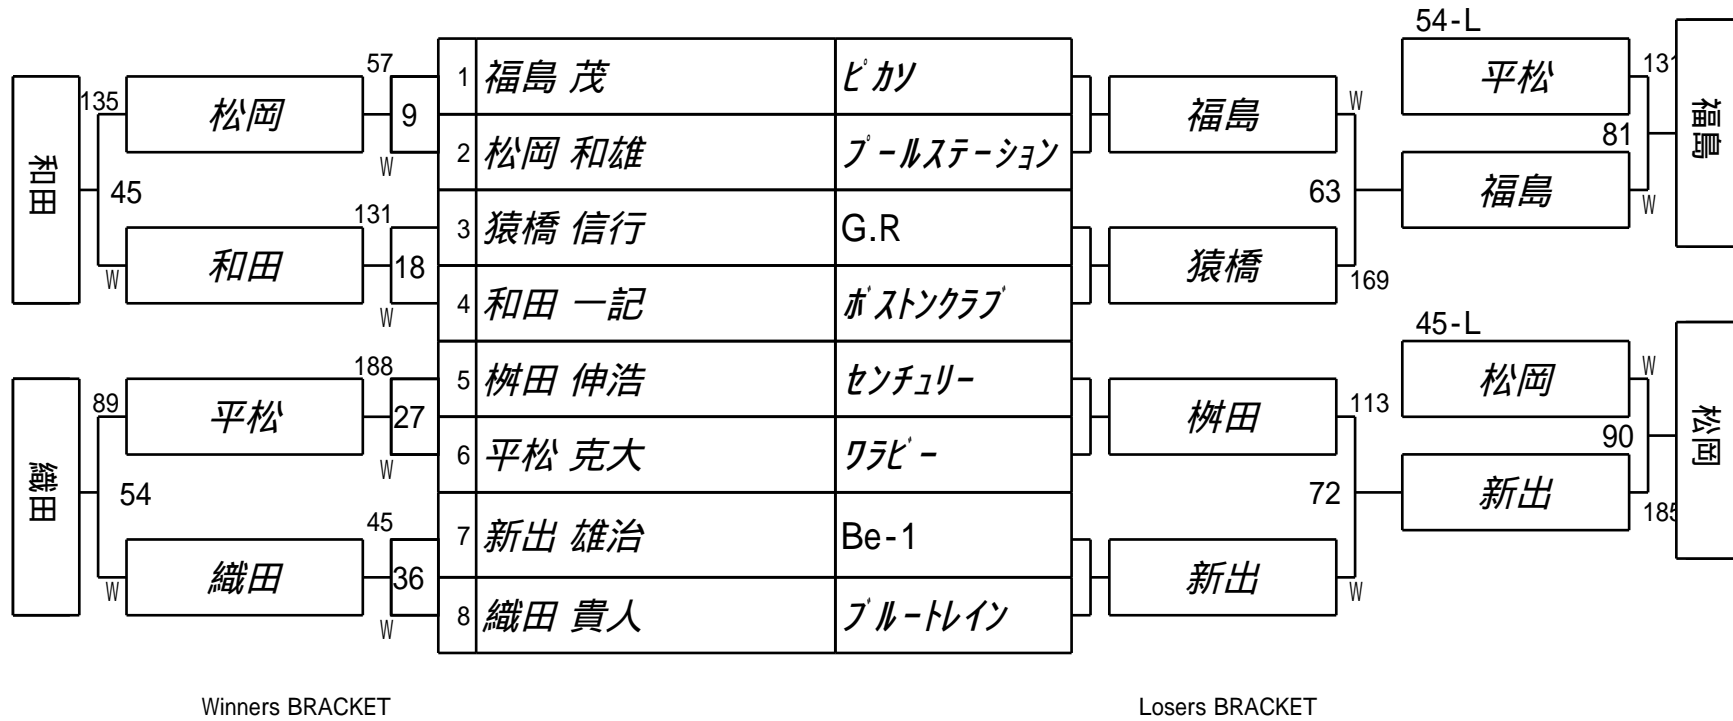 54-L
57
1 福島 茂 ピカソ
平松
131
135
松岡
9
福島
W
福島
2 松岡 和雄 プールステーション
81
W
和田
45
63
福島
131
W
3 猿橋 信行 G.R
和田
18
猿橋
W
169
4 和田 一記 ボストンクラブ
W
45-L
188
5 桝田 伸浩 センチュリー
松岡
W
89
平松
27
桝田
113
松岡
90
6 平松 克大 ワラビー
W
織田
54
72
新出
45
185
7 新出 雄治 Be-1
織田
36
新出
W
W
8 織田 貴人 ブルートレイン
W
Winners BRACKET
Losers BRACKET